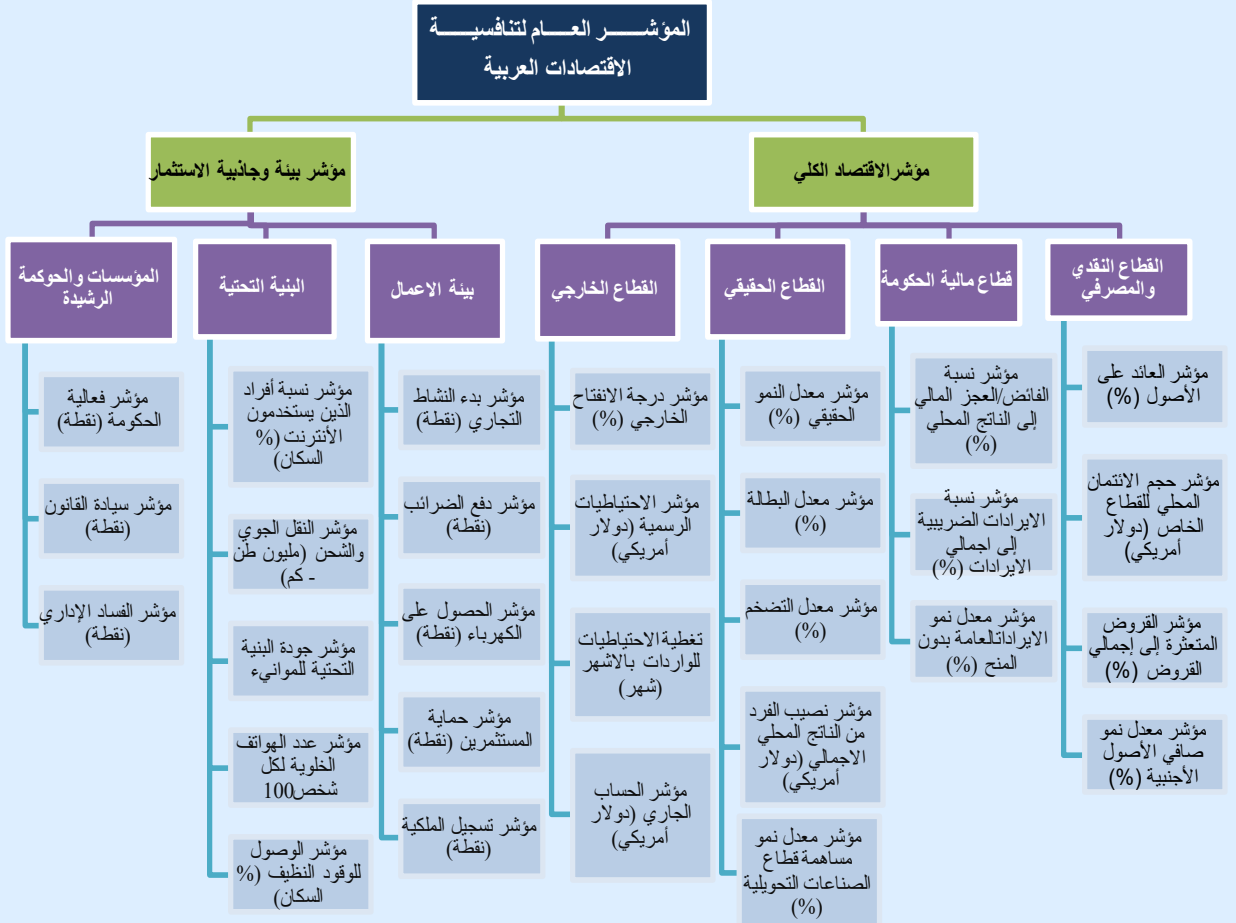 المؤشـــــــر العــــام لتنافسيــــــة
الاقتصادات العربية
مؤشرالاقتصاد الكلي
مؤشر بيئة وجاذبية الاستثمار
القطاع النقدي
والمصرفي
قطاع مالية الحكومة
القطاع الحقيقي
القطاع الخارجي
بيئة الاعمال
البنية التحتية
المؤسسات والحوكمة
الرشيدة
مؤشر العائد على
الأصول (%)
مؤشر حجم الائتمان
المحلي للقطاع
الخاص (دولار
أمريكي)
مؤشر القروض
المتعثرة إلى إجمالي
القروض (%)
مؤشر معدل نمو
صافي الأصول
الأجنبية (%)
مؤشر نسبة
الفائض/العجز المالي
إلى الناتج المحلي
(%)
مؤشر نسبة
الايرادات الضريبية
إلى اجمالي
الايرادات (%)
مؤشر معدل نمو
الايراداتالعامة بدون
المنح (%)
مؤشر معدل النمو
الحقيقي (%)
مؤشر معدل البطالة
(%)
مؤشر معدل التضخم
(%)
مؤشر نصيب الفرد
من الناتج المحلي
الاجمالي (دولار
أمريكي)
مؤشر معدل نمو
مساهمة قطاع
الصناعات التحويلية
(%)
مؤشر درجة الانفتاح
الخارجي (%)
مؤشر الاحتياطيات
الرسمية (دولار
أمريكي)
تغطية الاحتياطيات
للواردات بالاشهر
(شهر)
مؤشر الحساب
الجاري (دولار
أمريكي)
مؤشر بدء النشاط
التجاري (نقطة)
مؤشر دفع الضرائب
(نقطة)
مؤشر الحصول على
الكهرباء (نقطة)
مؤشر حماية
المستثمرين (نقطة)
مؤشر تسجيل الملكية
(نقطة)
مؤشر نسبة أفراد
الذين يستخدمون
الأنترنت (%
السكان)
مؤشر النقل الجوي
والشحن (مليون طن
- كم)
مؤشر جودة البنية
التحتية للموانيء
مؤشر عدد الهواتف
الخلوية لكل
شخص100
مؤشر الوصول
للوقود النظيف (%
السكان)
مؤشر فعالية
الحكومة (نقطة)
مؤشر سيادة القانون
(نقطة)
مؤشر الفساد الإداري
(نقطة)